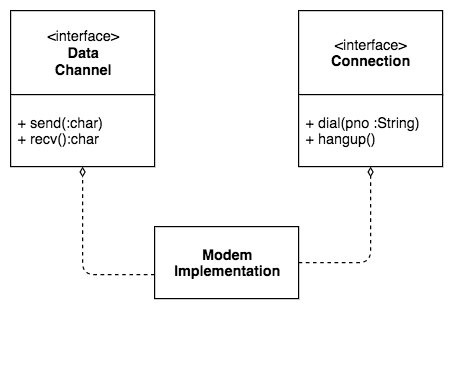 <interface>
Data
Channel
+ send(:char)
+ recv():char
<interface>
Connection
+ dial(pno :String)
+ hangup()
Modem
Implementation